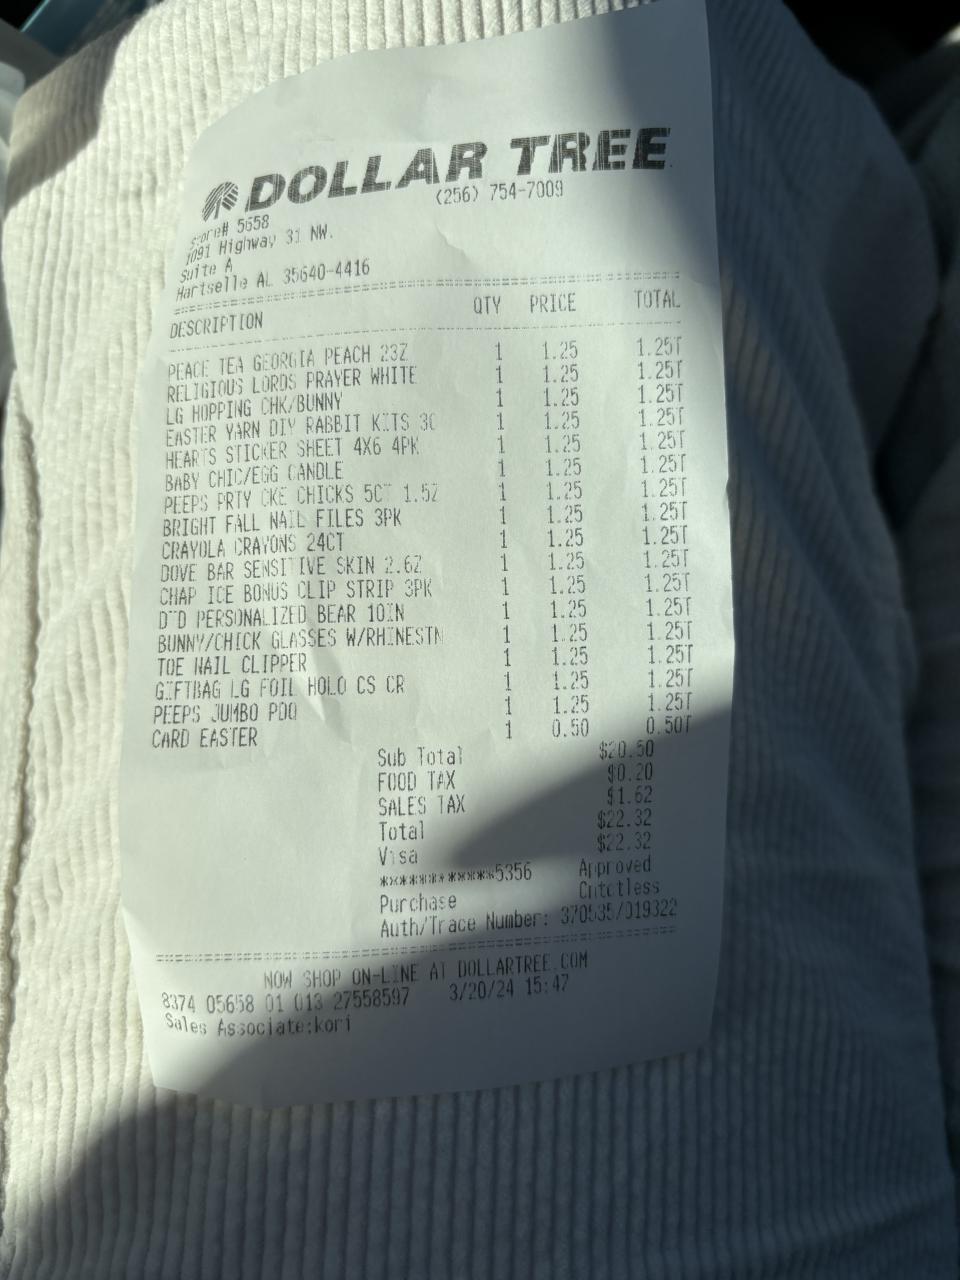 DOLLAR TREE
(256) 754-7009
Store# 5658
1091 Highway 31 NW.
Suite A
Hartselle AL 35640-4416
DESCRIPTION QTY PRICE TOTAL
PEACE TEA GEORGIA PEACH 23Z 1 1.25 1.25T
RELIGIOUS LORDS PRAYER WHITE 1 1.25 1.25T
LG HOPPING CHK/BUNNY 1 1.25 1.25T
EASTER YARN DIY RABBIT KITS 3C 1 1.25 1.25T
HEARTS STICKER SHEET 4X6 4PK 1 1.25 1.25T
BABY CHIC/EGG CANDLE 1 1.25 1.25T
PEEPS PRTY CKE CHICKS 5CT 1.5Z 1 1.25 1.25T
BRIGHT FALL NAIL FILES 3PK 1 1.25 1.25T
CRAYOLA CRAYONS 24CT 1 1.25 1.25T
DOVE BAR SENSITIVE SKIN 2.6Z 1 1.25 1.25T
CHAP ICE BONUS CLIP STRIP 3PK 1 1.25 1.25T
DTD PERSONALIZED BEAR 10IN 1 1.25 1.25T
BUNNY/CHICK GLASSES W/RHINESTN 1 1.25 1.25T
TOE NAIL CLIPPER 1 1.25 1.25T
GIFTBAG LG FOIL HOLO CS CR 1 1.25 1.25T
PEEPS JUMBO PDQ 1 1.25 1.25T
CARD EASTER 1 0.50 0.50T
Sub Total $20.50
FOOD TAX $0.20
SALES TAX $1.62
Total $22.32
Visa $22.32
************5356 Approved
Purchase Cntctless
Auth/Trace Number: 370535/019322
NOW SHOP ON-LINE AT DOLLARTREE.COM
8374 05658 01 013 27558597 3/20/24 15:47
Sales Associate:kori